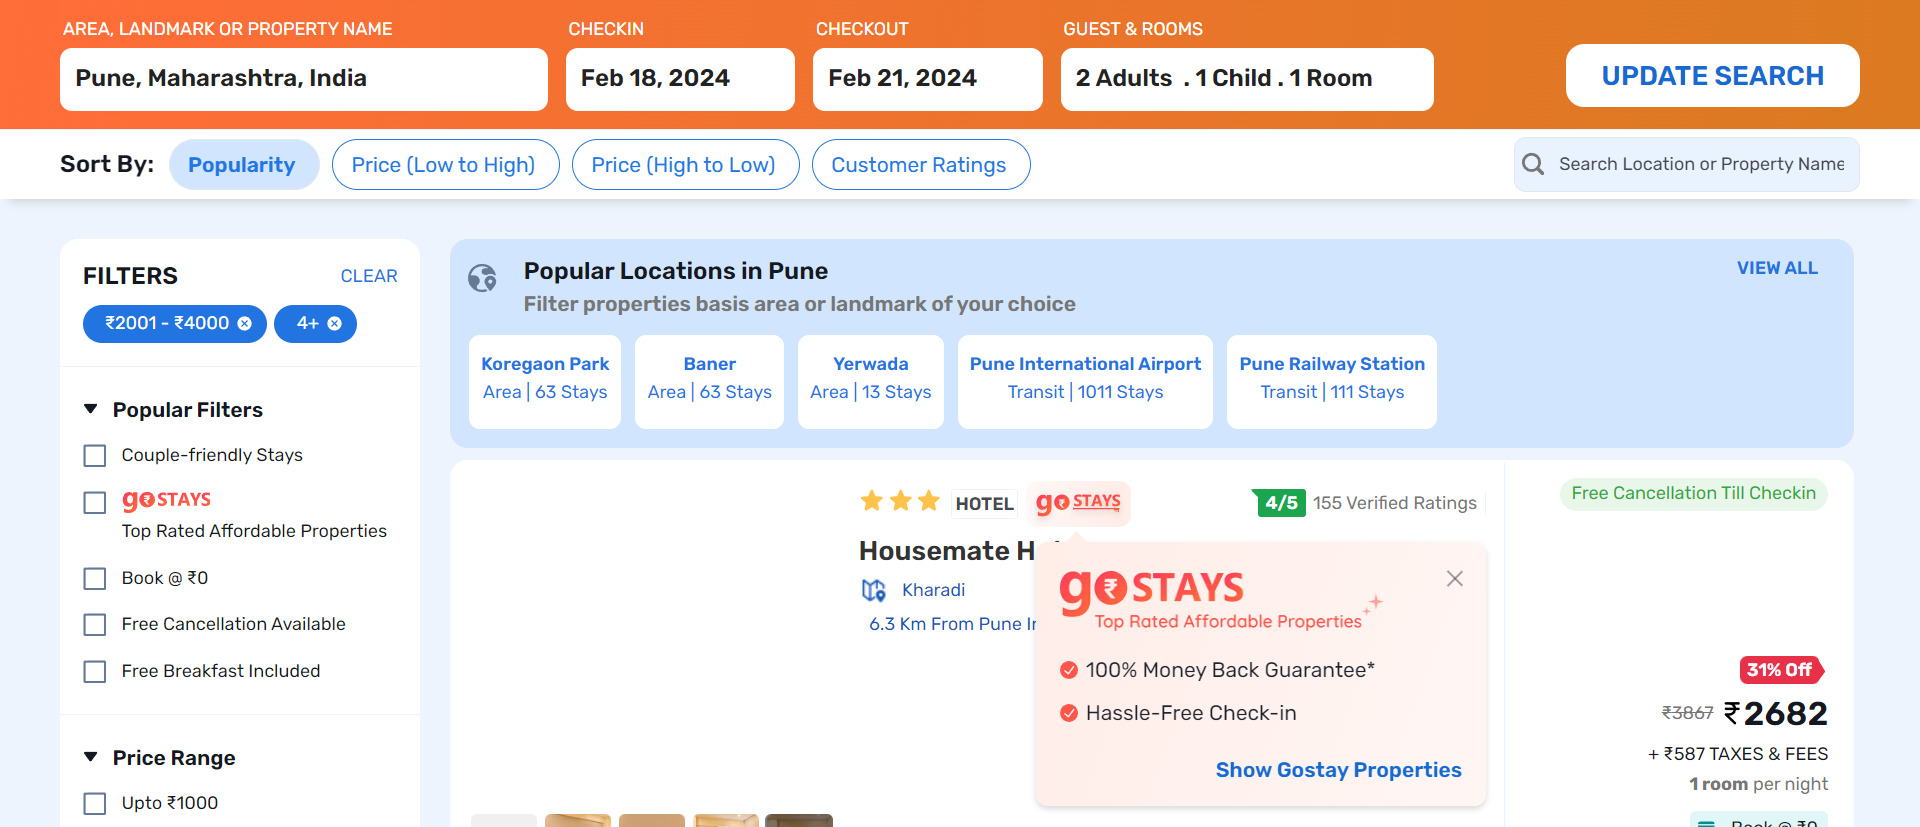 AREA, LANDMARK OR PROPERTY NAME
CHECKIN
CHECKOUT
GUEST & ROOMS
Pune, Maharashtra, India
Feb 18, 2024
Feb 21, 2024
2 Adults . 1 Child . 1 Room
UPDATE SEARCH
Sort By:
Popularity
Price (Low to High)
Price (High to Low)
Customer Ratings
Search Location or Property Name
FILTERS
CLEAR
₹2001 - ₹4000
4+
Popular Filters
Couple-friendly Stays
go STAYS
Top Rated Affordable Properties
Book @ ₹0
Free Cancellation Available
Free Breakfast Included
Price Range
Upto ₹1000
Popular Locations in Pune
VIEW ALL
Filter properties basis area or landmark of your choice
Koregaon Park
Area | 63 Stays
Baner
Area | 63 Stays
Yerwada
Area | 13 Stays
Pune International Airport
Transit | 1011 Stays
Pune Railway Station
Transit | 111 Stays
HOTEL
go STAYS
4/5
155 Verified Ratings
Housemate H
Kharadi
6.3 Km From Pune In
go STAYS
Top Rated Affordable Properties
100% Money Back Guarantee*
Hassle-Free Check-in
Show Gostay Properties
Free Cancellation Till Checkin
31% Off
₹3867 ₹2682
+ ₹587 TAXES & FEES
1 room per night
Book @ ₹0